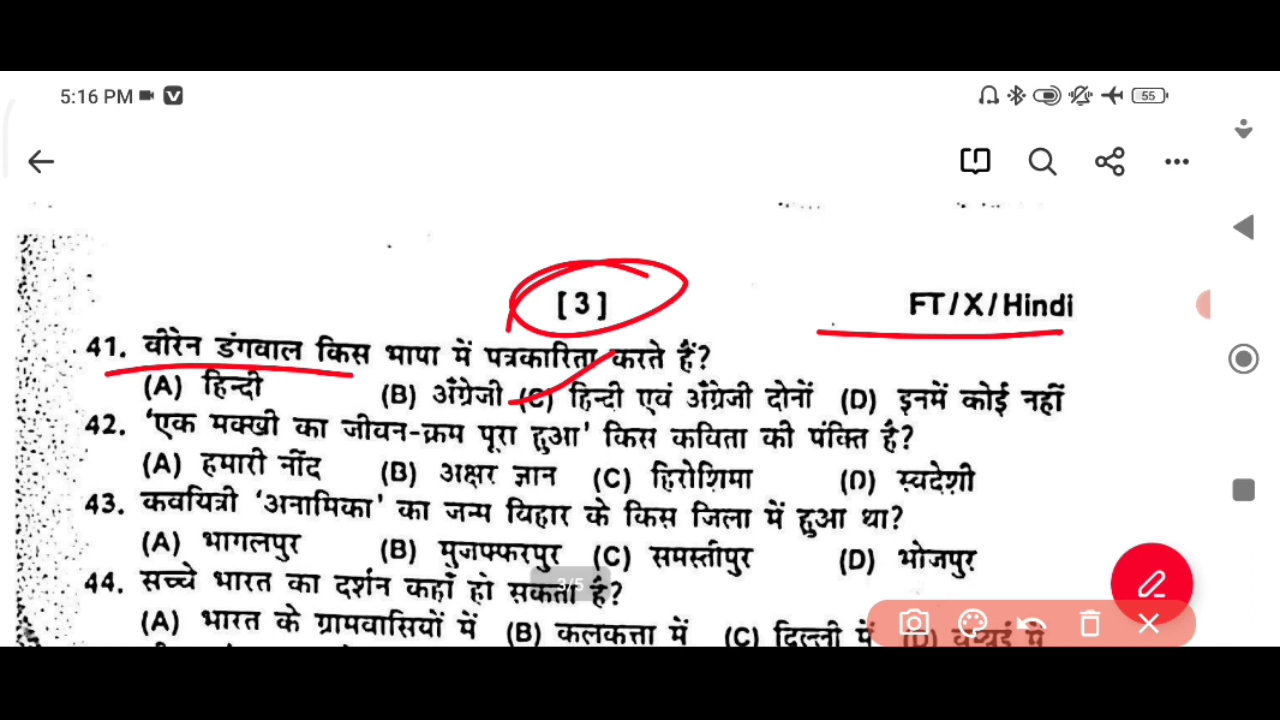 5:16 PM
55
[3]
FT/X/Hindi
41. वीरेन डंगवाल किस भाषा में पत्रकारिता करते हैं?
(A) हिन्दी (B) अँग्रेजी (C) हिन्दी एवं अँग्रेजी दोनों (D) इनमें कोई नहीं
42. 'एक मक्खी का जीवन-क्रम पूरा हुआ' किस कविता की पंक्ति है?
(A) हमारी नींद (B) अक्षर ज्ञान (C) हिरोशिमा (D) स्वदेशी
43. कवयित्री 'अनामिका' का जन्म बिहार के किस जिला में हुआ था?
(A) भागलपुर (B) मुजफ्फरपुर (C) समस्तीपुर (D) भोजपुर
3/5
44. सच्चे भारत का दर्शन कहाँ हो सकता है?
(A) भारत के ग्रामवासियों में (B) कलकत्ता में (C) दिल्ली में (D) में